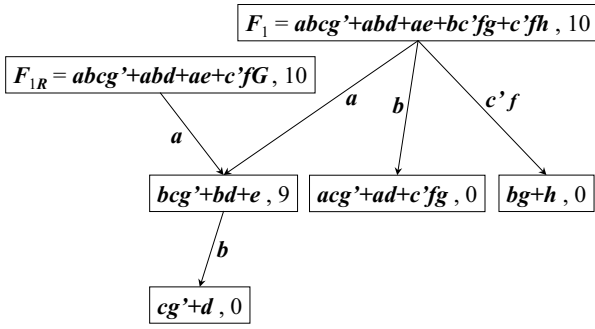 F₁ = abcg’+abd+ae+bc’fg+c’fh , 10
F₁R = abcg’+abd+ae+c’fG , 10
a
a
b
c’ f
bcg’+bd+e , 9
acg’+ad+c’fg , 0
bg+h , 0
b
cg’+d , 0